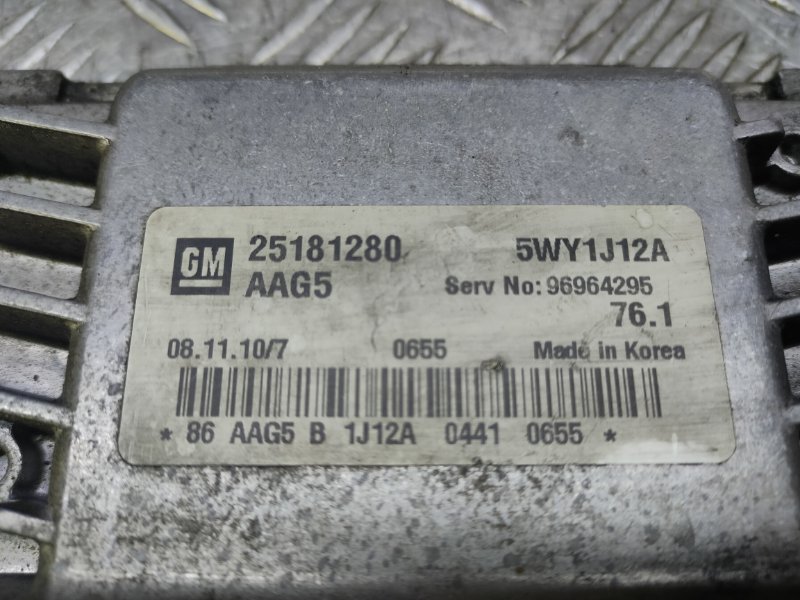 GM 25181280 5WY1J12A
AAG5 Serv No: 96964295
76.1
08.11.10/7 0655 Made in Korea
* 86 AAG5 B 1J12A 0441 0655 *